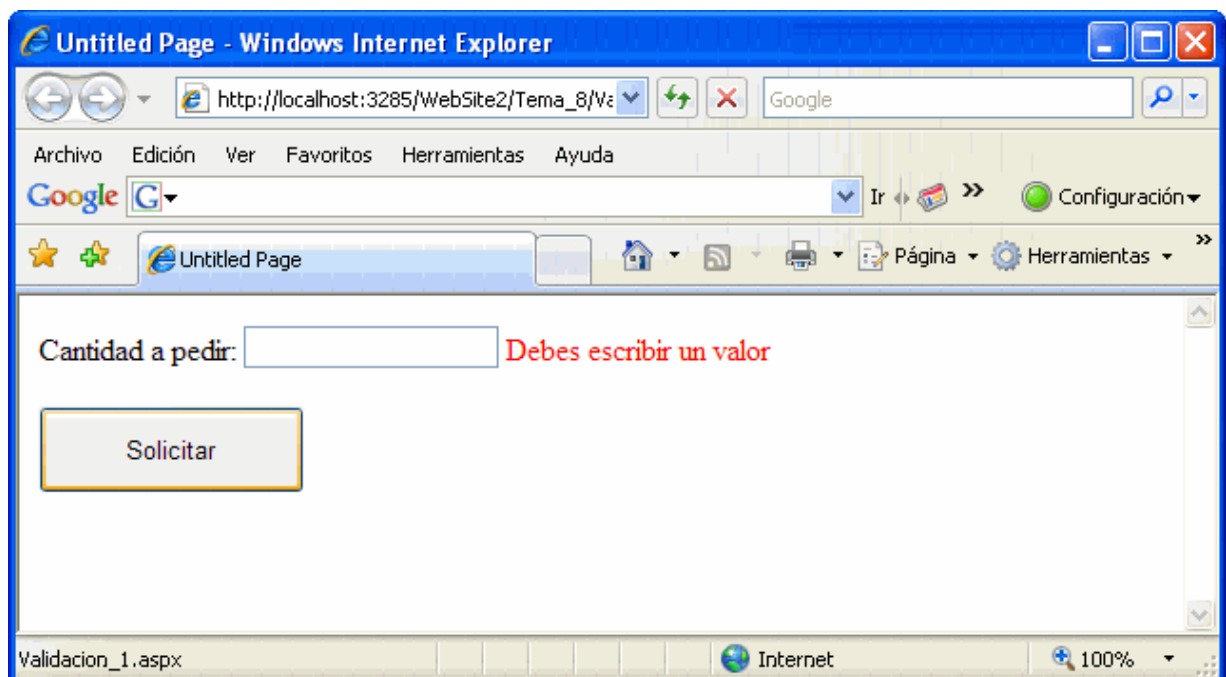 Untitled Page - Windows Internet Explorer
http://localhost:3285/WebSite2/Tema_8/Va
Google
Archivo Edición Ver Favoritos Herramientas Ayuda
Google G Ir » Configuración
Untitled Page Página Herramientas »
Cantidad a pedir: Debes escribir un valor
Solicitar
Validacion_1.aspx Internet 100%